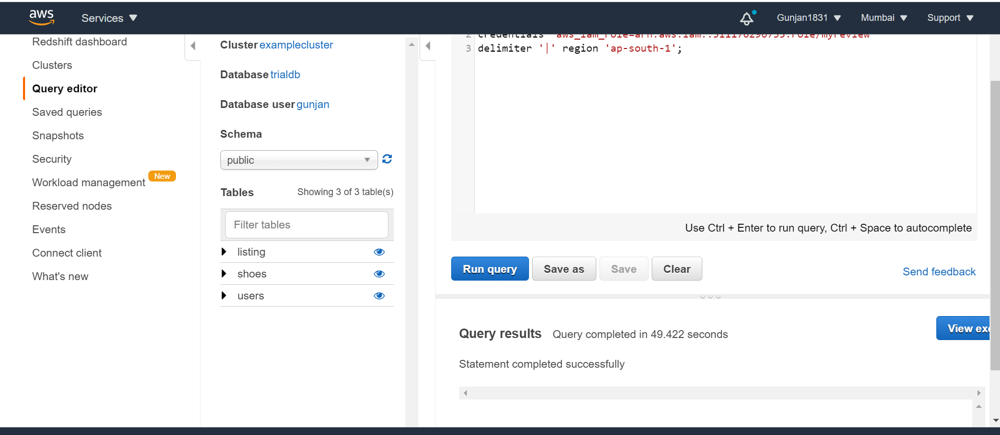 aws
Services
Gunjan1831
Mumbai
Support
Redshift dashboard
Clusters
Query editor
Saved queries
Snapshots
Security
Workload management
New
Reserved nodes
Events
Connect client
What's new
Cluster examplecluster
Database trialdb
Database user gunjan
Schema
public
Tables
Showing 3 of 3 table(s)
Filter tables
listing
shoes
users
2 credentials
3 delimiter '|' region 'ap-south-1';
Use Ctrl + Enter to run query, Ctrl + Space to autocomplete
Run query
Save as
Save
Clear
Send feedback
Query results
Query completed in 49.422 seconds
View
Statement completed successfully